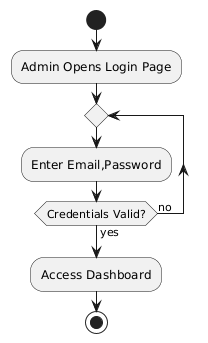 Admin Opens Login Page
Enter Email,Password
Credentials Valid?
no
yes
Access Dashboard